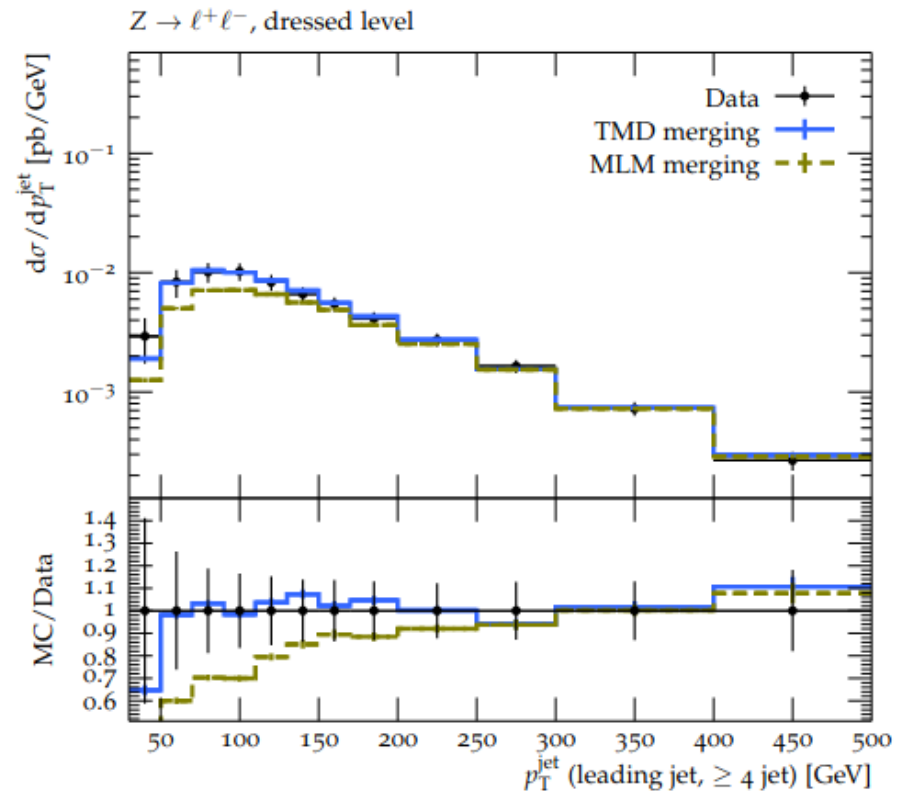 Z → ℓ⁺ℓ⁻, dressed level
dσ/dp_T^jet [pb/GeV]
Data
TMD merging
MLM merging
10⁻¹
10⁻²
10⁻³
MC/Data
1.4
1.3
1.2
1.1
1
0.9
0.8
0.7
0.6
50 100 150 200 250 300 350 400 450 500
p_T^jet (leading jet, ≥ 4 jet) [GeV]